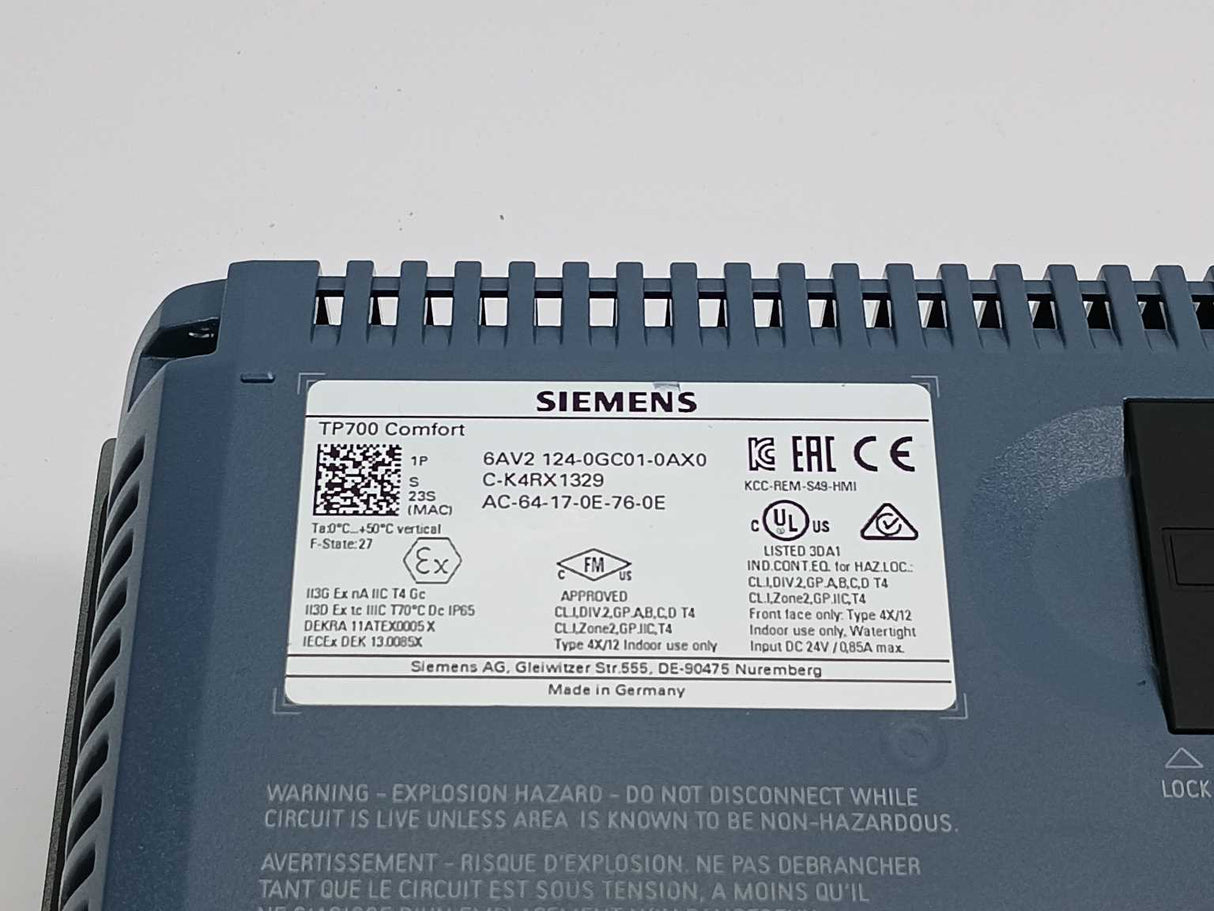 SIEMENS
TP700 Comfort
1P 6AV2 124-0GC01-0AX0
S C-K4RX1329
23S AC-64-17-0E-76-0E
(MAC)
Ta:0°C...+50°C vertical
F-State:27
Ex
II3G Ex nA IIC T4 Gc
II3D Ex tc IIIC T70°C Dc IP65
DEKRA 11ATEX0005 X
IECEx DEK 13.0085X
C FM US
APPROVED
CL.I,DIV.2,GP.A,B,C,D T4
CL.I,Zone2,GP.IIC,T4
Type 4X/12 Indoor use only
EAC CE
KCC-REM-S49-HMI
C UL US
LISTED 3DA1
IND.CONT.EQ. for HAZ.LOC.:
CL.I,DIV.2,GP.A,B,C,D T4
CL.I,Zone2,GP.IIC,T4
Front face only: Type 4X/12
Indoor use only, Watertight
Input DC 24V / 0,85A max.
Siemens AG, Gleiwitzer Str.555, DE-90475 Nuremberg
Made in Germany
LOCK
WARNING - EXPLOSION HAZARD - DO NOT DISCONNECT WHILE
CIRCUIT IS LIVE UNLESS AREA IS KNOWN TO BE NON-HAZARDOUS.
AVERTISSEMENT - RISQUE D'EXPLOSION. NE PAS DEBRANCHER
TANT QUE LE CIRCUIT EST SOUS TENSION, A MOINS QU'IL